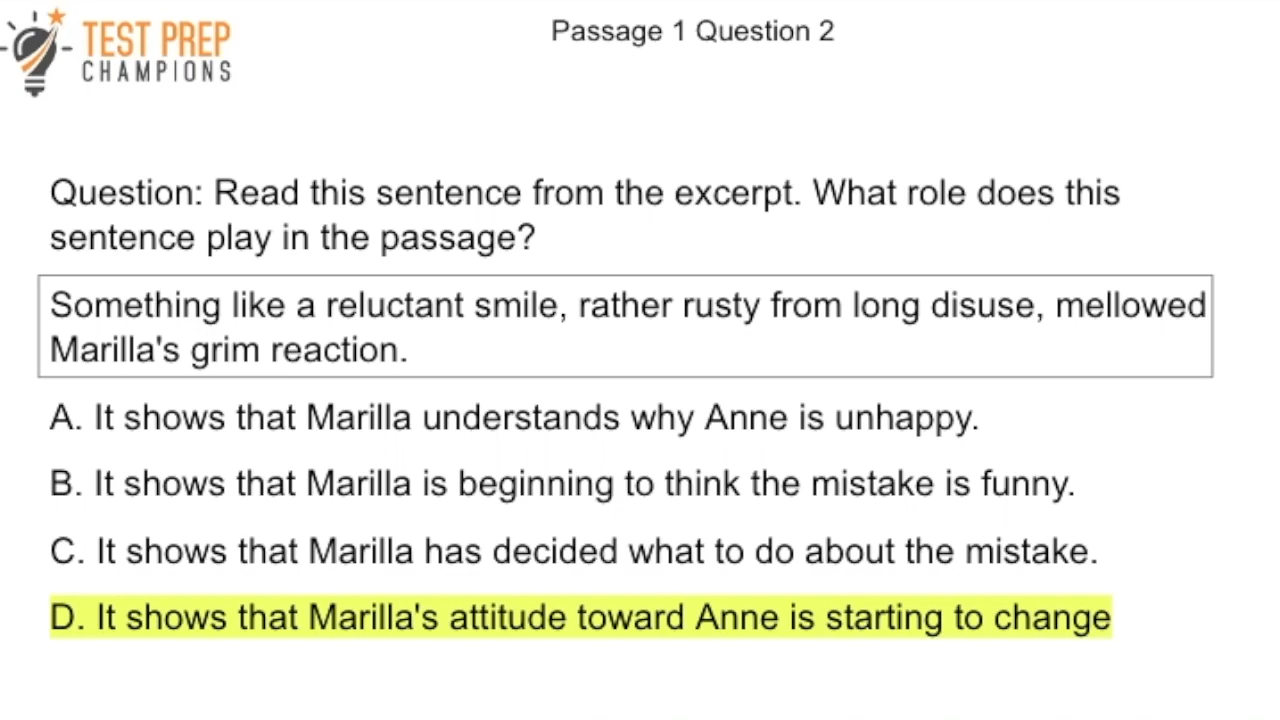 TEST PREP
CHAMPIONS
Passage 1 Question 2
Question: Read this sentence from the excerpt. What role does this
sentence play in the passage?
Something like a reluctant smile, rather rusty from long disuse, mellowed
Marilla's grim reaction.
A. It shows that Marilla understands why Anne is unhappy.
B. It shows that Marilla is beginning to think the mistake is funny.
C. It shows that Marilla has decided what to do about the mistake.
D. It shows that Marilla's attitude toward Anne is starting to change